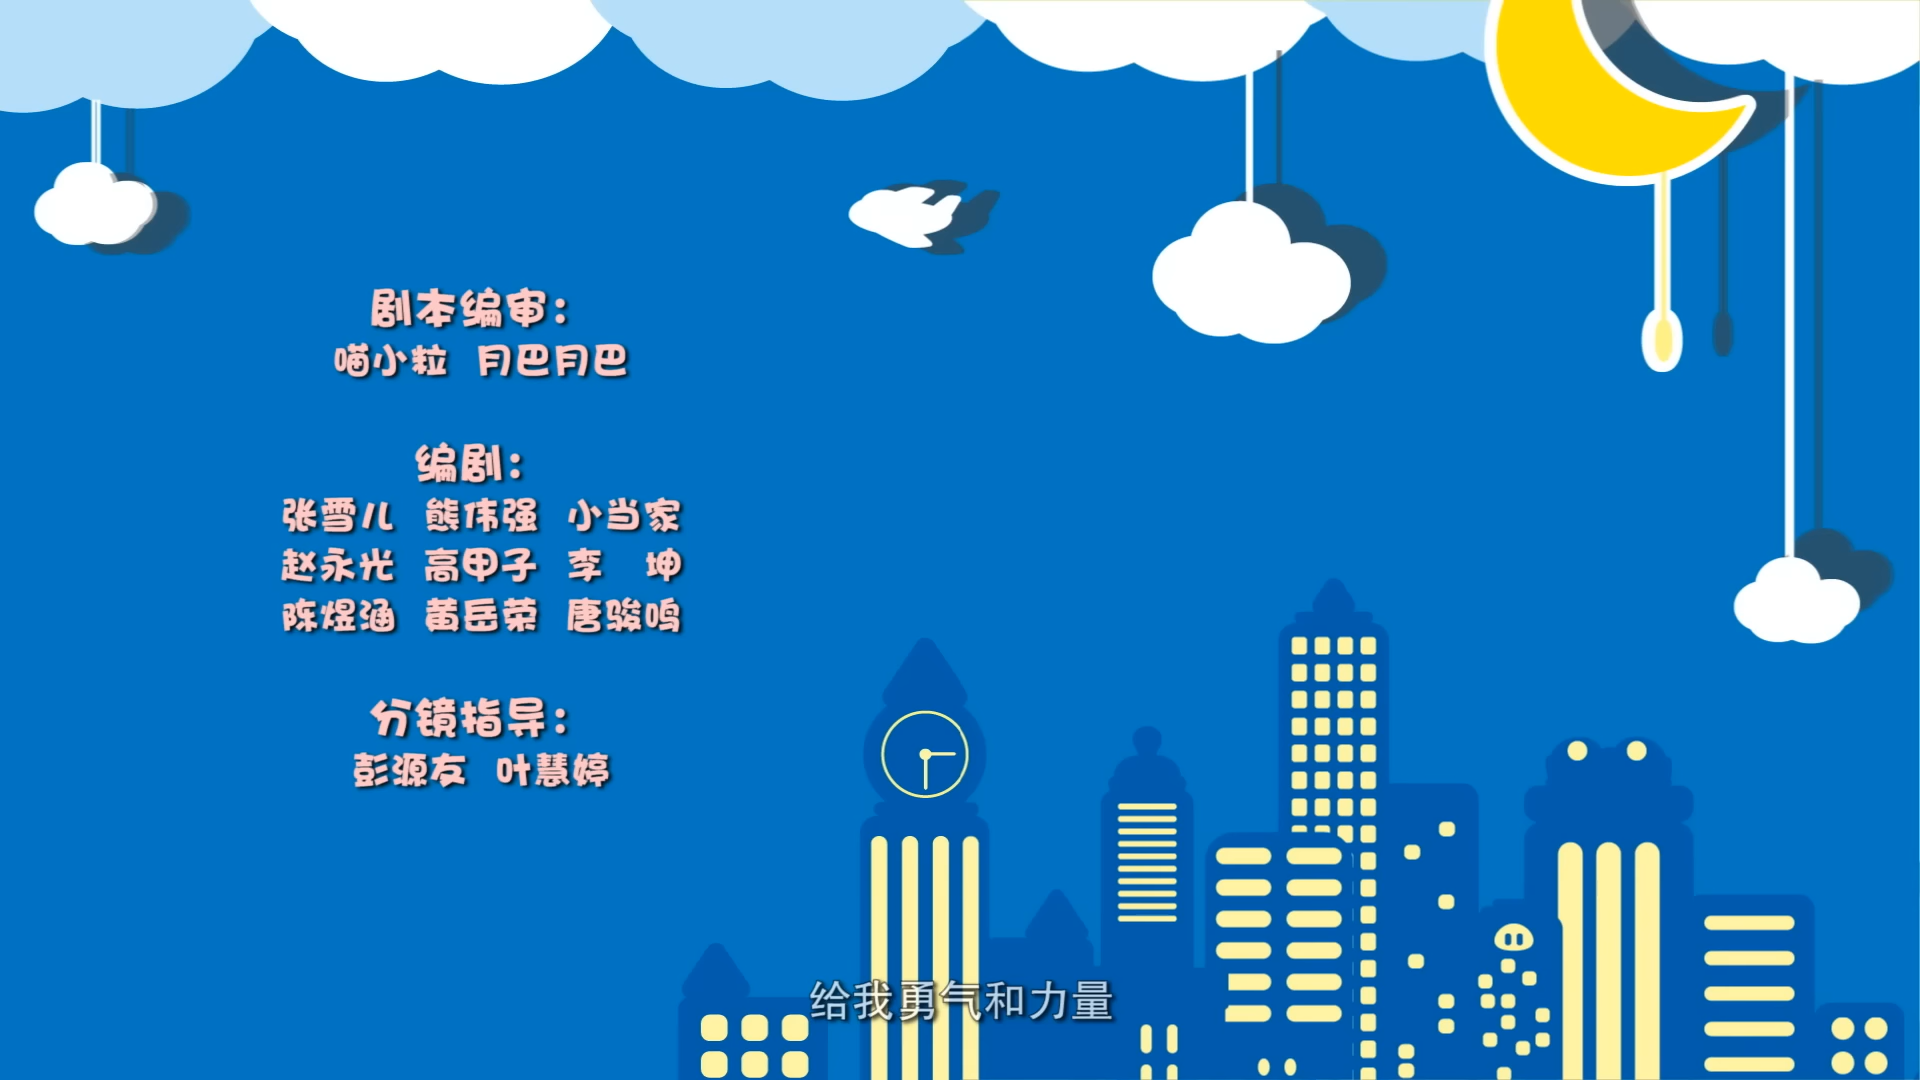 剧本编审：
喵小粒 月巴月巴
编剧：
张雪儿 熊伟强 小当家
赵永光 高甲子 李 坤
陈煜涵 黄岳荣 唐骏鸣
分镜指导：
彭源友 叶慧婷
给我勇气和力量